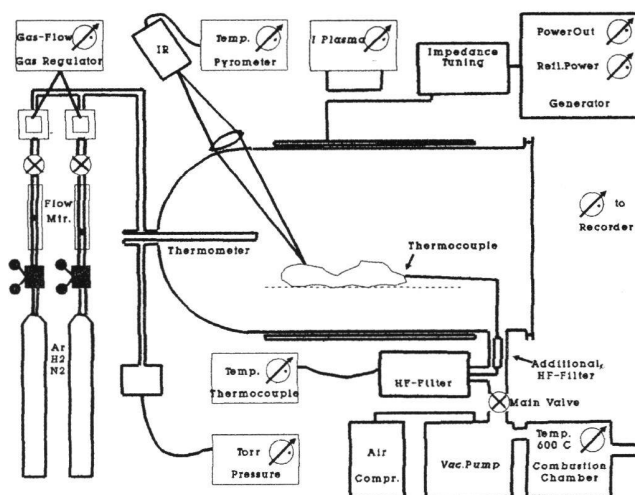 Gas-Flow
Gas Regulator
IR
Temp.
Pyrometer
I Plasma
Impedance
Tuning
PowerOut
Refl.Power
Generator
Flow
Mtr.
Thermometer
Thermocouple
to
Recorder
Ar
H2
N2
Temp.
Thermocouple
HF-Filter
Additional
HF-Filter
Main Valve
Torr
Pressure
Air
Compr.
Vac.Pump
Temp.
600 C
Combustion
Chamber